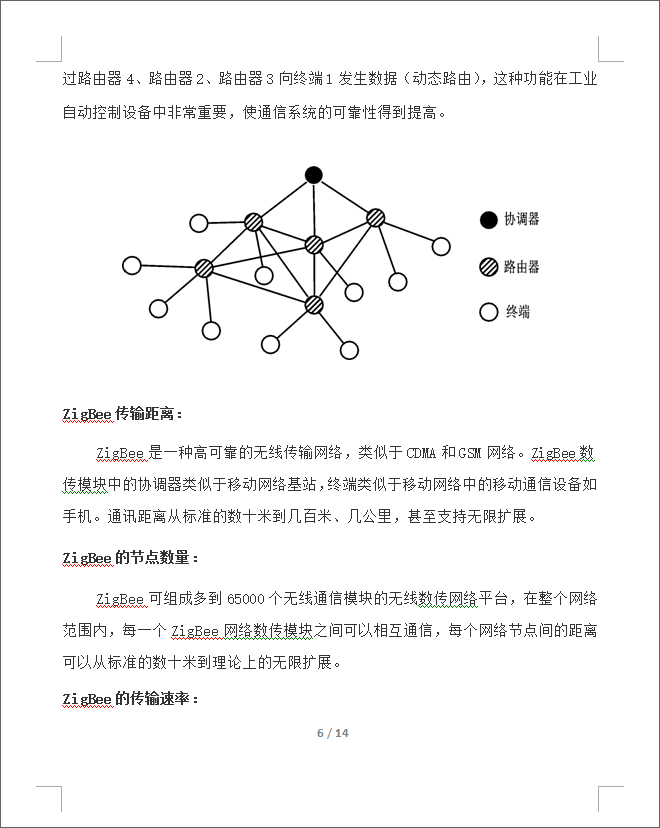 过路由器 4、路由器 2、路由器 3 向终端 1 发生数据（动态路由），这种功能在工业
自动控制设备中非常重要，使通信系统的可靠性得到提高。
协调器
路由器
终端
ZigBee 传输距离：
ZigBee 是一种高可靠的无线传输网络，类似于 CDMA 和 GSM 网络。ZigBee 数
传模块中的协调器类似于移动网络基站，终端类似于移动网络中的移动通信设备如
手机。通讯距离从标准的数十米到几百米、几公里，甚至支持无限扩展。
ZigBee 的节点数量：
ZigBee 可组成多到 65000 个无线通信模块的无线数传网络平台，在整个网络
范围内，每一个 ZigBee 网络数传模块之间可以相互通信，每个网络节点间的距离
可以从标准的数十米到理论上的无限扩展。
ZigBee 的传输速率：
6 / 14